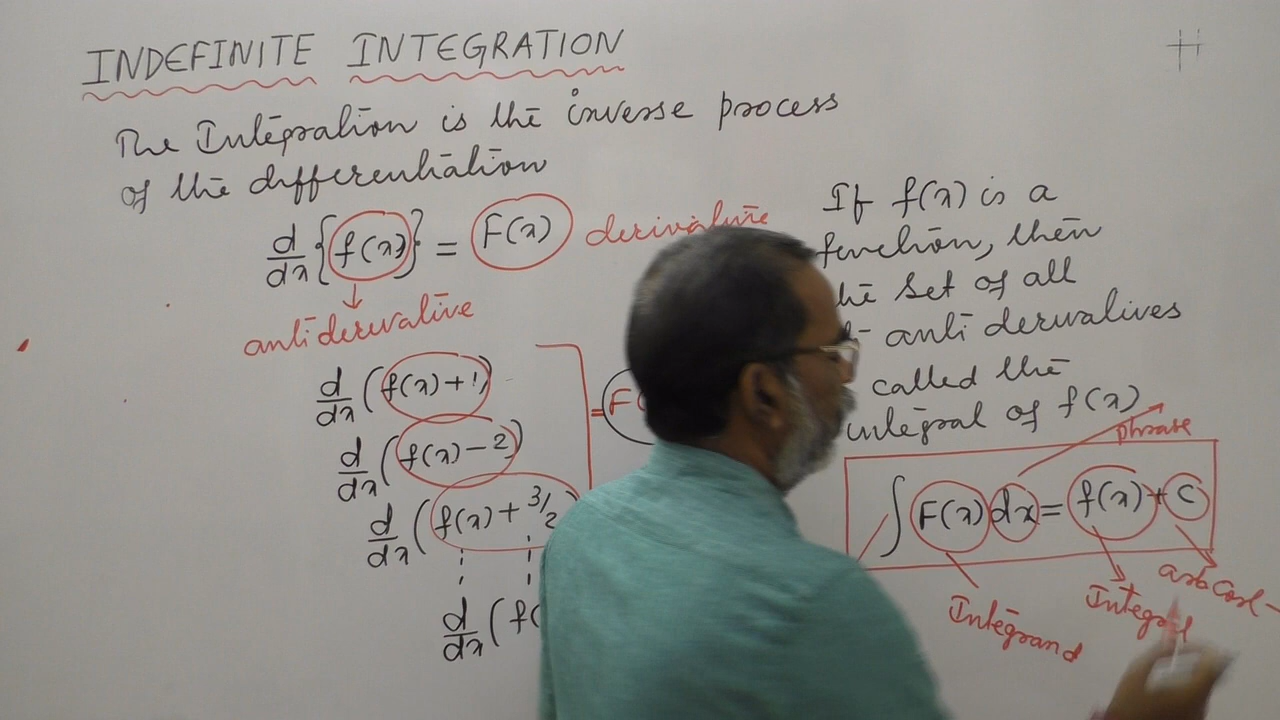 INDEFINITE INTEGRATION
The Integration is the inverse process
of the differentiation
d/dx {f(x)} = F(x) derivative
antiderivative
d/dx (f(x)+1)
d/dx (f(x)-2)
d/dx (f(x)+3/2)
d/dx (f(
= F(
If f(x) is a
function, then
the set of all
anti derivatives
called the
integral of f(x)
phrase
∫ F(x) dx = f(x) + C
Integrand
Integral
arb const